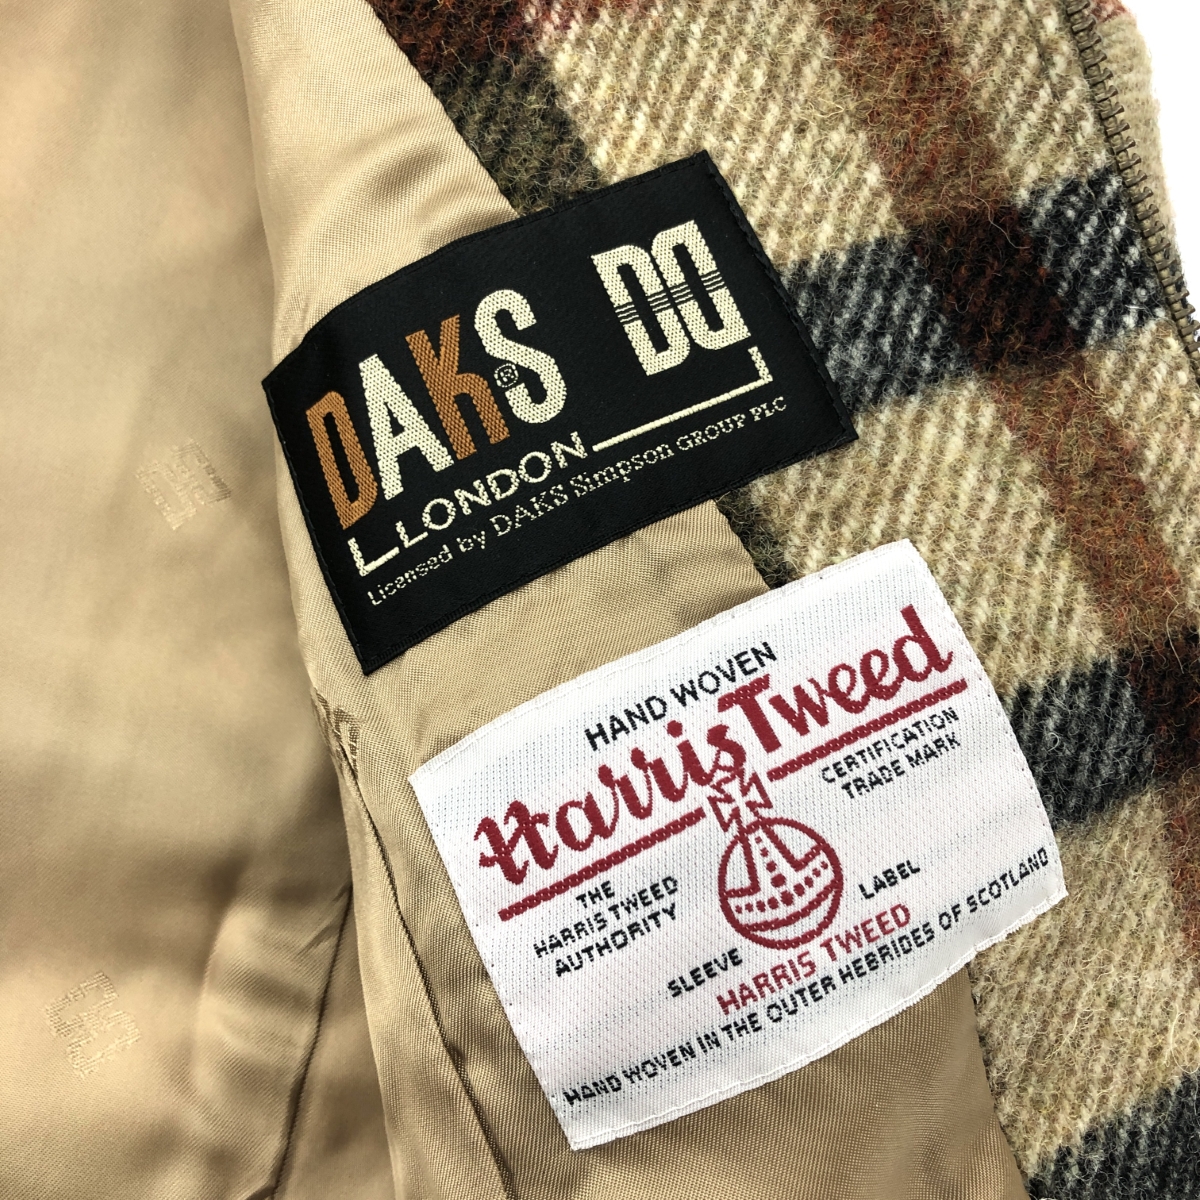 DAKS® DD
LONDON
Licensed by DAKS Simpson GROUP PLC
HAND WOVEN
Harris Tweed
CERTIFICATION
TRADE MARK
THE
HARRIS TWEED
AUTHORITY
SLEEVE LABEL
HARRIS TWEED
HAND WOVEN IN THE OUTER HEBRIDES OF SCOTLAND